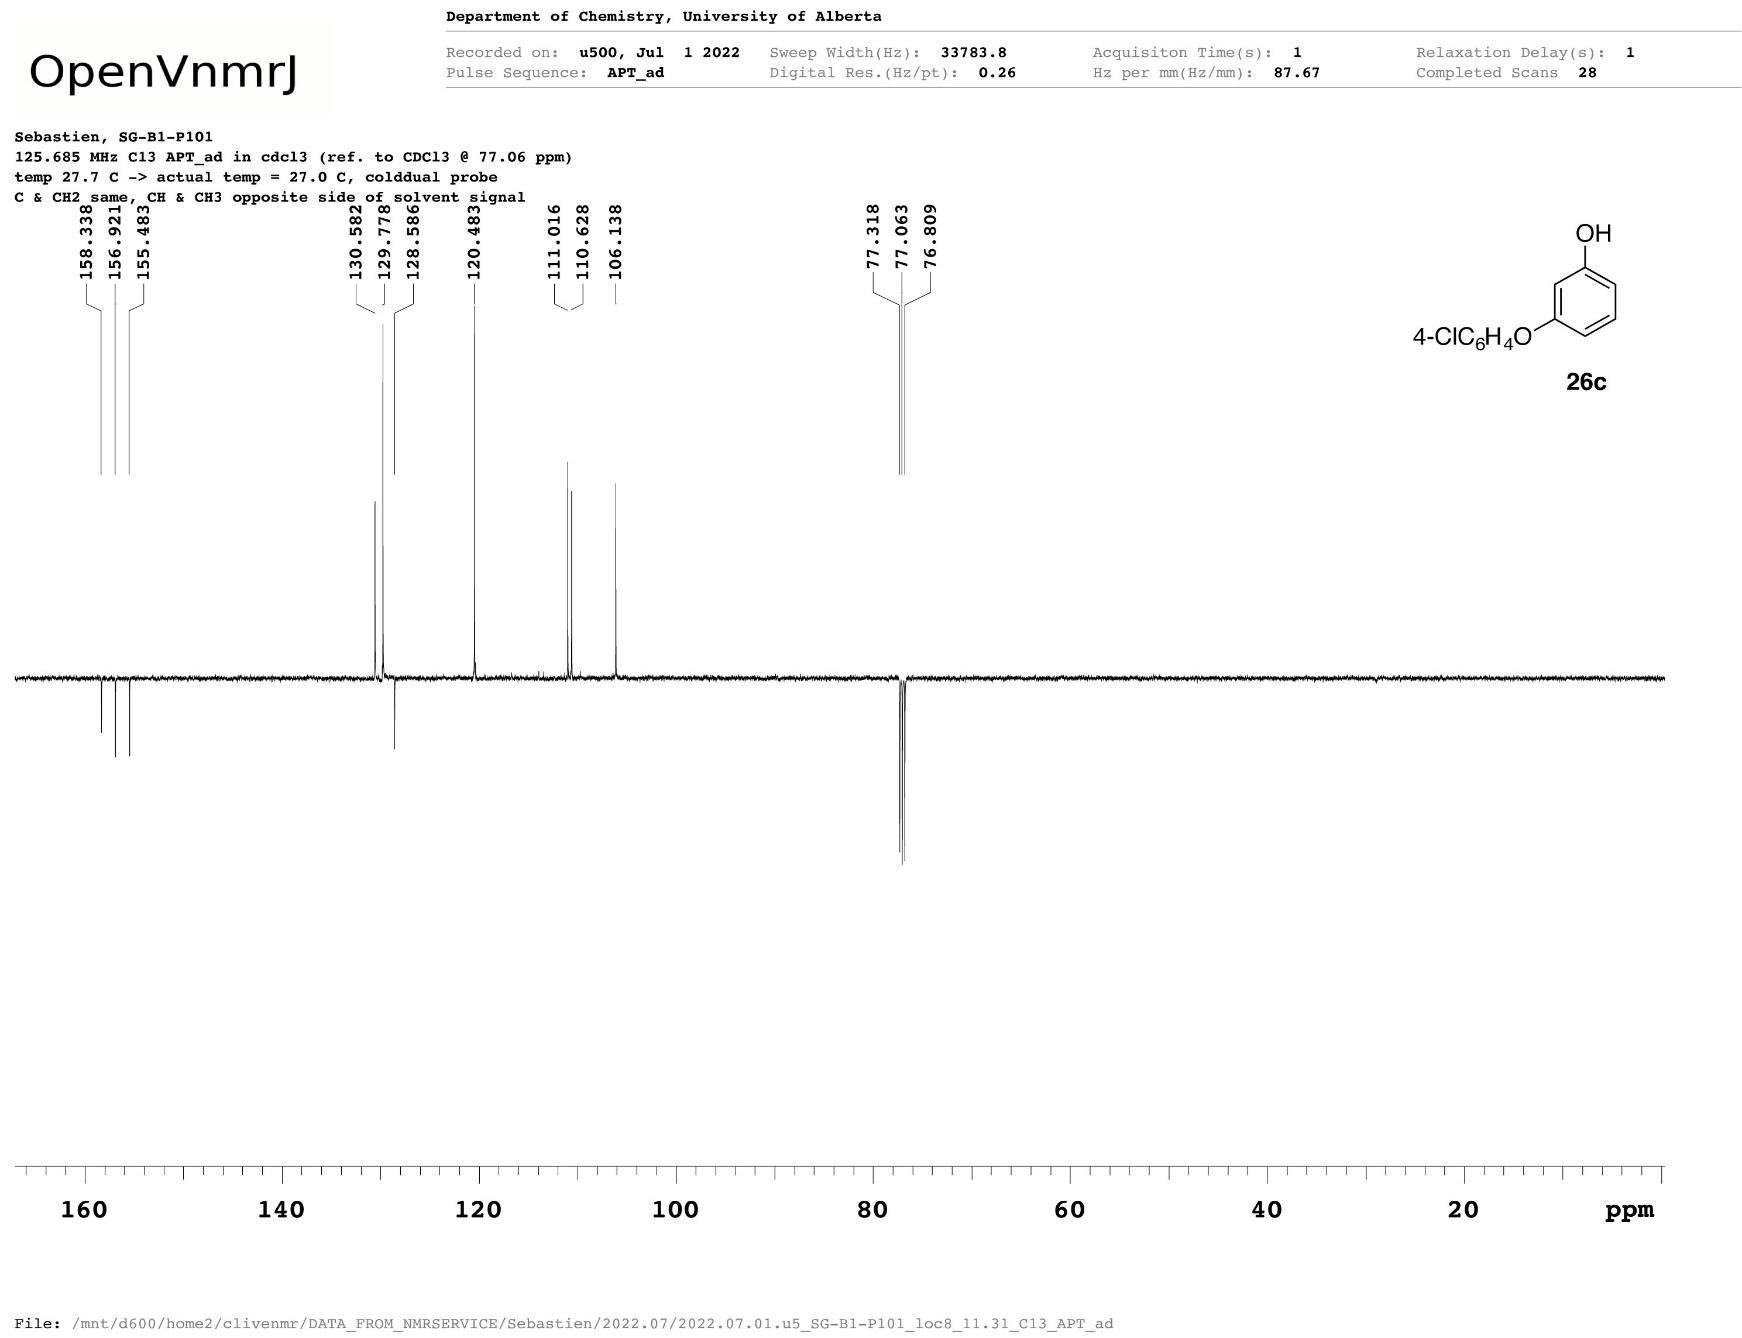 Department of Chemistry, University of Alberta
OpenVnmrJ
Recorded on: u500, Jul 1 2022 Sweep Width(Hz): 33783.8 Acquisiton Time(s): 1 Relaxation Delay(s): 1
Pulse Sequence: APT_ad Digital Res.(Hz/pt): 0.26 Hz per mm(Hz/mm): 87.67 Completed Scans 28
Sebastien, SG-B1-P101
125.685 MHz C13 APT_ad in cdcl3 (ref. to CDCl3 @ 77.06 ppm)
temp 27.7 C -> actual temp = 27.0 C, colddual probe
C & CH2 same, CH & CH3 opposite side of solvent signal
158.338
156.921
155.483
130.582
129.778
128.586
120.483
111.016
110.628
106.138
77.318
77.063
76.809
OH
4-ClC6H4O
26c
160 140 120 100 80 60 40 20 ppm
File: /mnt/d600/home2/clivenmr/DATA_FROM_NMRSERVICE/Sebastien/2022.07/2022.07.01.u5_SG-B1-P101_loc8_11.31_C13_APT_ad